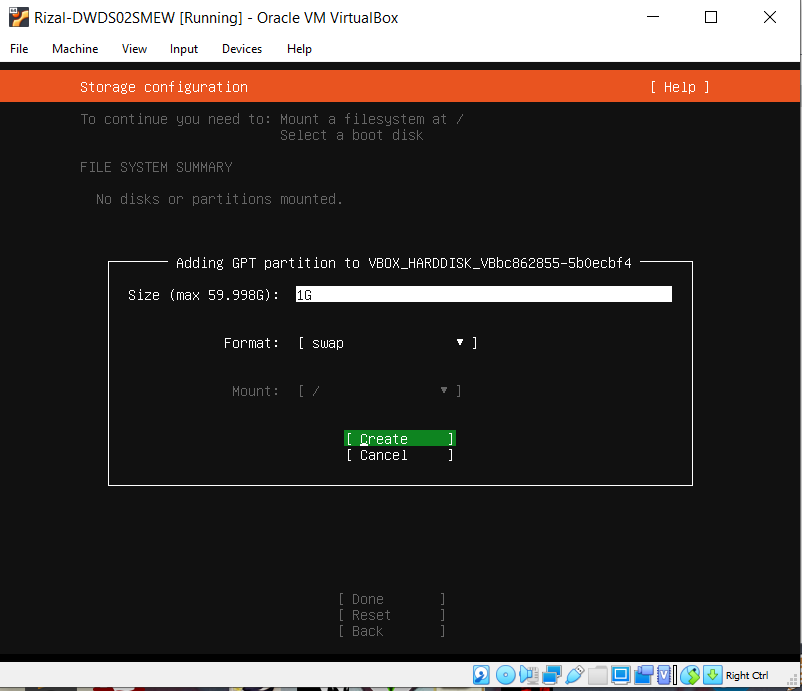 Rizal-DWDS02SMEW [Running] - Oracle VM VirtualBox
File Machine View Input Devices Help
Storage configuration [ Help ]
To continue you need to: Mount a filesystem at /
Select a boot disk
FILE SYSTEM SUMMARY
No disks or partitions mounted.
Adding GPT partition to VBOX_HARDDISK_VBbc862855-5b0ecbf4
Size (max 59.998G): 1G
Format: [ swap ▼ ]
Mount: [ / ▼ ]
[ Create ]
[ Cancel ]
[ Done ]
[ Reset ]
[ Back ]
Right Ctrl